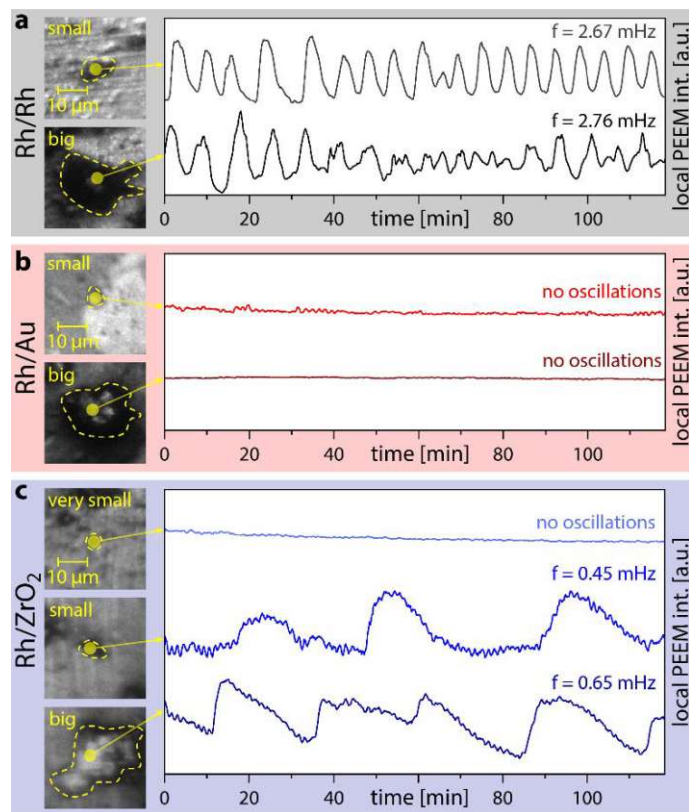 a
small
10 µm
big
Rh/Rh
f = 2.67 mHz
f = 2.76 mHz
local PEEM int. [a.u.]
0 20 40 60 80 100
time [min]
b
small
10 µm
big
Rh/Au
no oscillations
no oscillations
local PEEM int. [a.u.]
0 20 40 60 80 100
time [min]
c
very small
10 µm
small
big
Rh/ZrO₂
no oscillations
f = 0.45 mHz
f = 0.65 mHz
local PEEM int. [a.u.]
0 20 40 60 80 100
time [min]